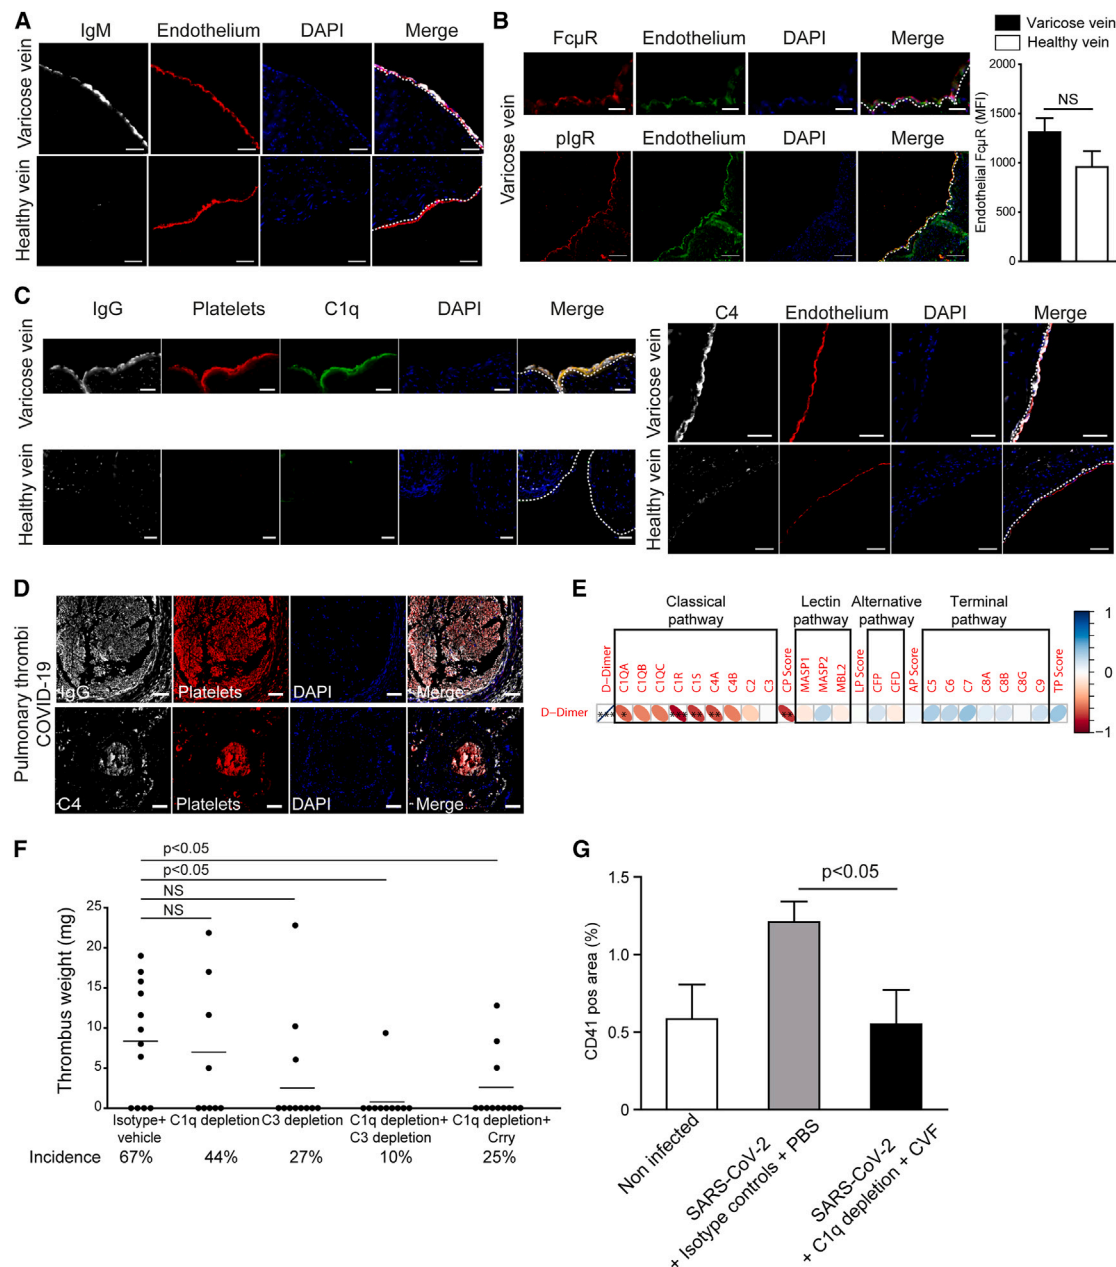 A
IgM
Endothelium
DAPI
Merge
Varicose vein
Healthy vein
B
FcμR
Endothelium
DAPI
Merge
Varicose vein
pIgR
Endothelium
DAPI
Merge
Varicose vein
Healthy vein
Endothelial FcμR (MFI)
2000
1500
1000
500
0
NS
C
IgG
Platelets
C1q
DAPI
Merge
Varicose vein
Healthy vein
C4
Endothelium
DAPI
Merge
Varicose vein
Healthy vein
D
Pulmonary thrombi
COVID-19
IgG
Platelets
DAPI
Merge
C4
Platelets
DAPI
Merge
E
Classical
pathway
Lectin
pathway
Alternative
pathway
Terminal
pathway
D-Dimer
C1QA
C1QB
C1QC
C1R
C1S
C4A
C4B
C2
C3
CP Score
MASP1
MASP2
MBL2
LP Score
CFP
CFD
AP Score
C5
C6
C7
C8A
C8B
C8G
C9
TP Score
D-Dimer
*** * *** ** ** **
1
0
-1
F
p<0.05
p<0.05
NS
NS
Thrombus weight (mg)
25
20
15
10
5
0
Isotype+
vehicle
C1q depletion
C3 depletion
C1q depletion+
C3 depletion
C1q depletion+
Crry
Incidence 67% 44% 27% 10% 25%
G
p<0.05
CD41 pos area (%)
1.5
1.0
0.5
0
Non infected
SARS-CoV-2
+ Isotype controls + PBS
SARS-CoV-2
+ C1q depletion + CVF